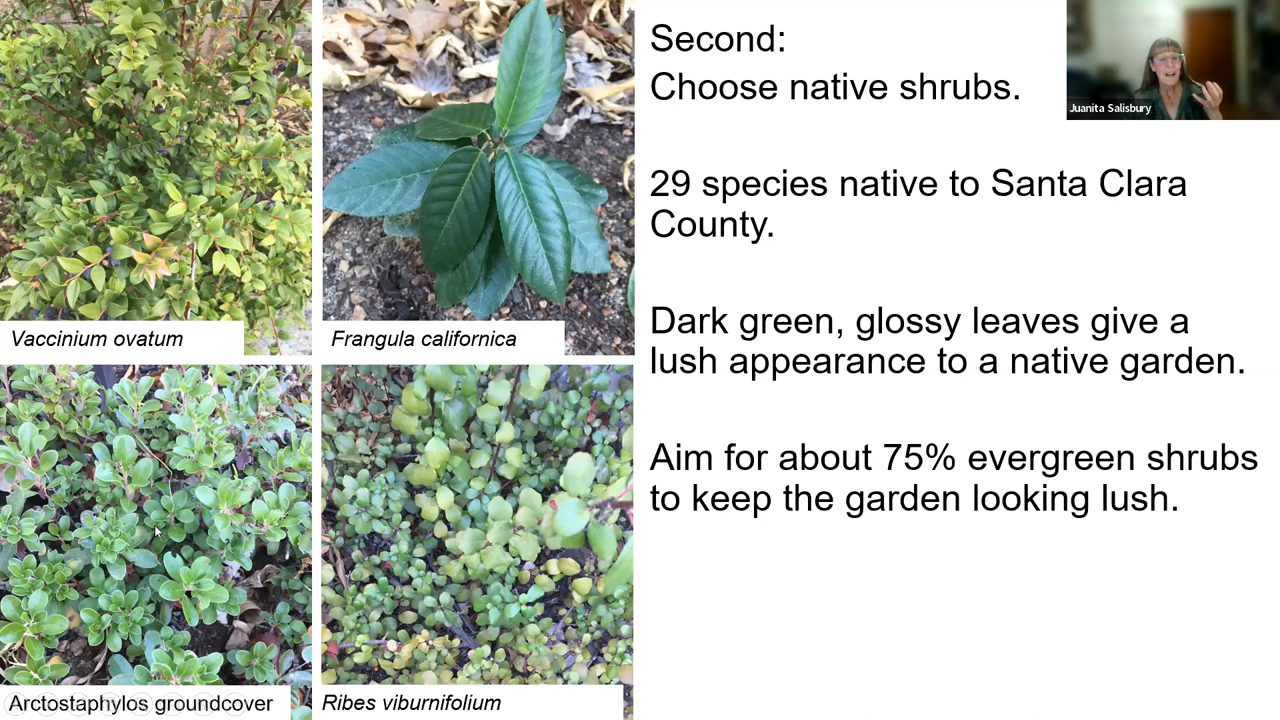 Second:
Choose native shrubs.
Juanita Salisbury
29 species native to Santa Clara
County.
Dark green, glossy leaves give a
lush appearance to a native garden.
Aim for about 75% evergreen shrubs
to keep the garden looking lush.
Vaccinium ovatum
Frangula californica
Arctostaphylos groundcover
Ribes viburnifolium